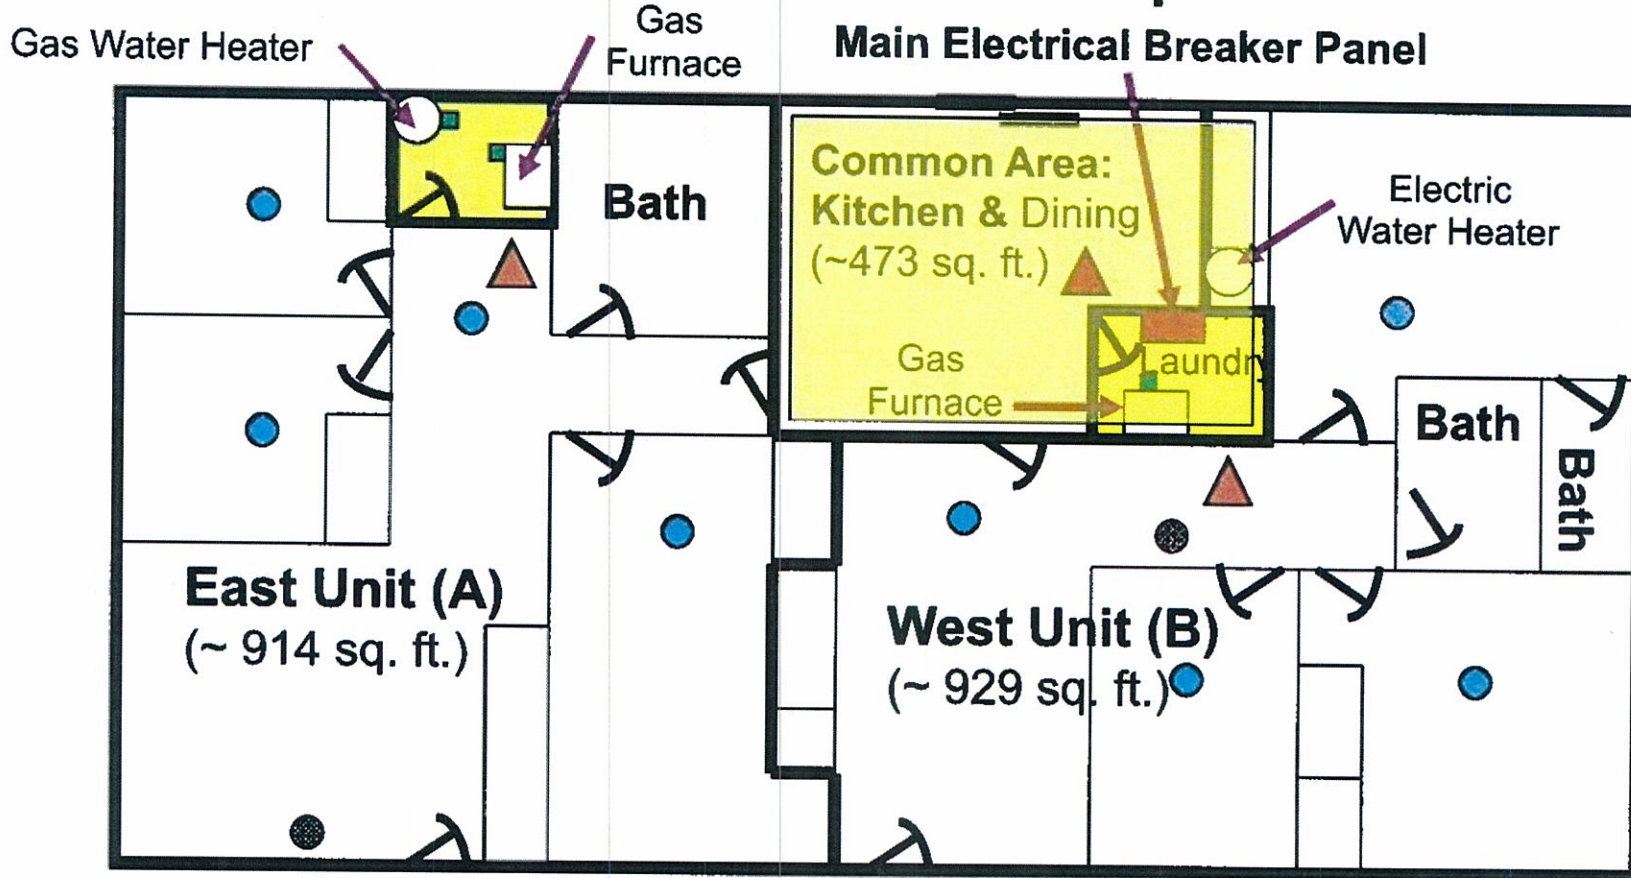 Gas Water Heater
Gas
Furnace
Main Electrical Breaker Panel
Bath
Common Area:
Kitchen & Dining
(~473 sq. ft.)
Electric
Water Heater
Gas
Furnace
Laundry
Bath
Bath
East Unit (A)
(~ 914 sq. ft.)
West Unit (B)
(~ 929 sq. ft.)